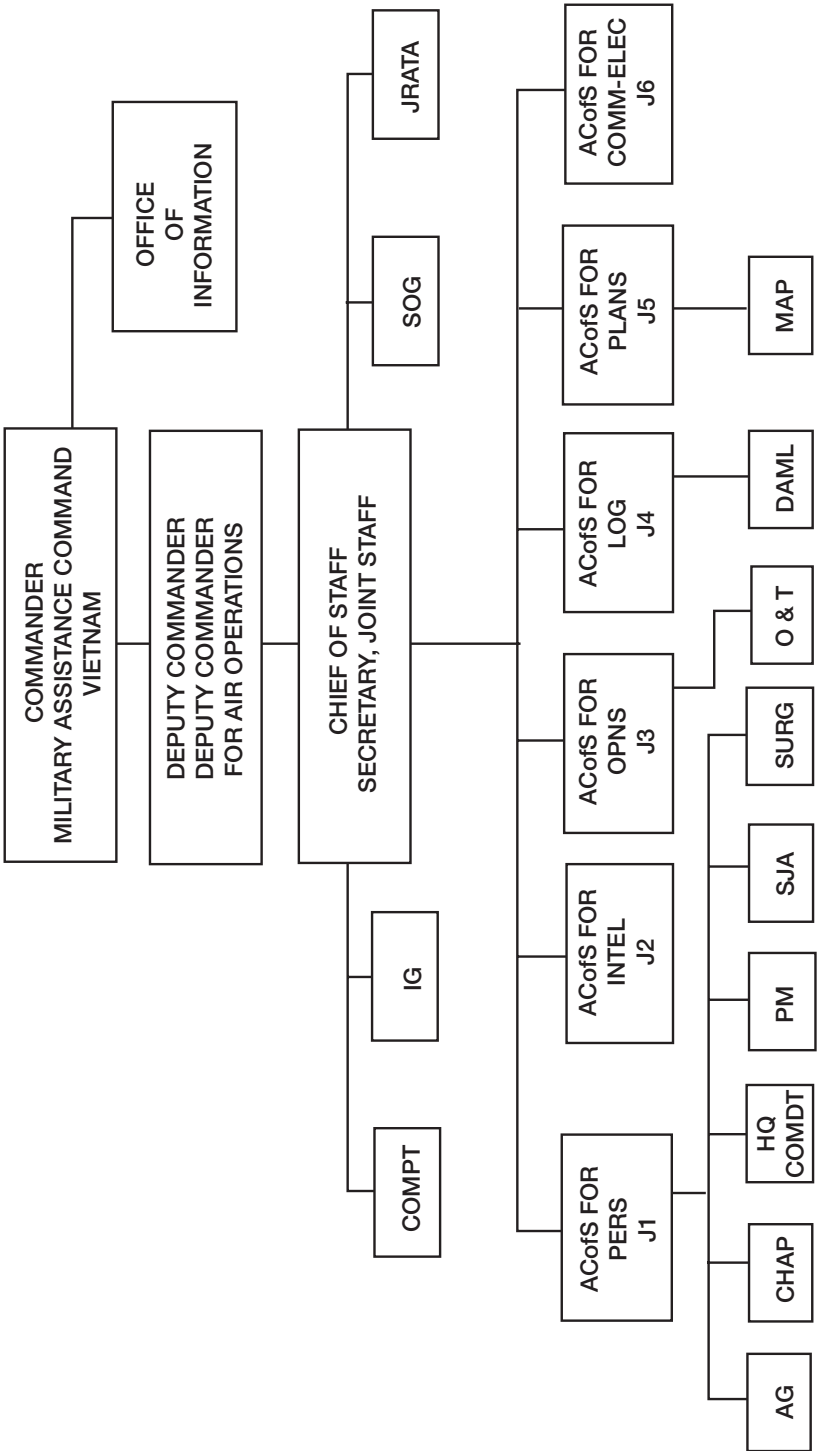 COMMANDER
MILITARY ASSISTANCE COMMAND
VIETNAM
OFFICE
OF
INFORMATION
DEPUTY COMMANDER
DEPUTY COMMANDER
FOR AIR OPERATIONS
CHIEF OF STAFF
SECRETARY, JOINT STAFF
COMPT
IG
SOG
JRATA
ACofS FOR
PERS
J1
ACofS FOR
INTEL
J2
ACofS FOR
OPNS
J3
ACofS FOR
LOG
J4
ACofS FOR
PLANS
J5
ACofS FOR
COMM-ELEC
J6
AG
CHAP
HQ
COMDT
PM
SJA
SURG
O & T
DAML
MAP